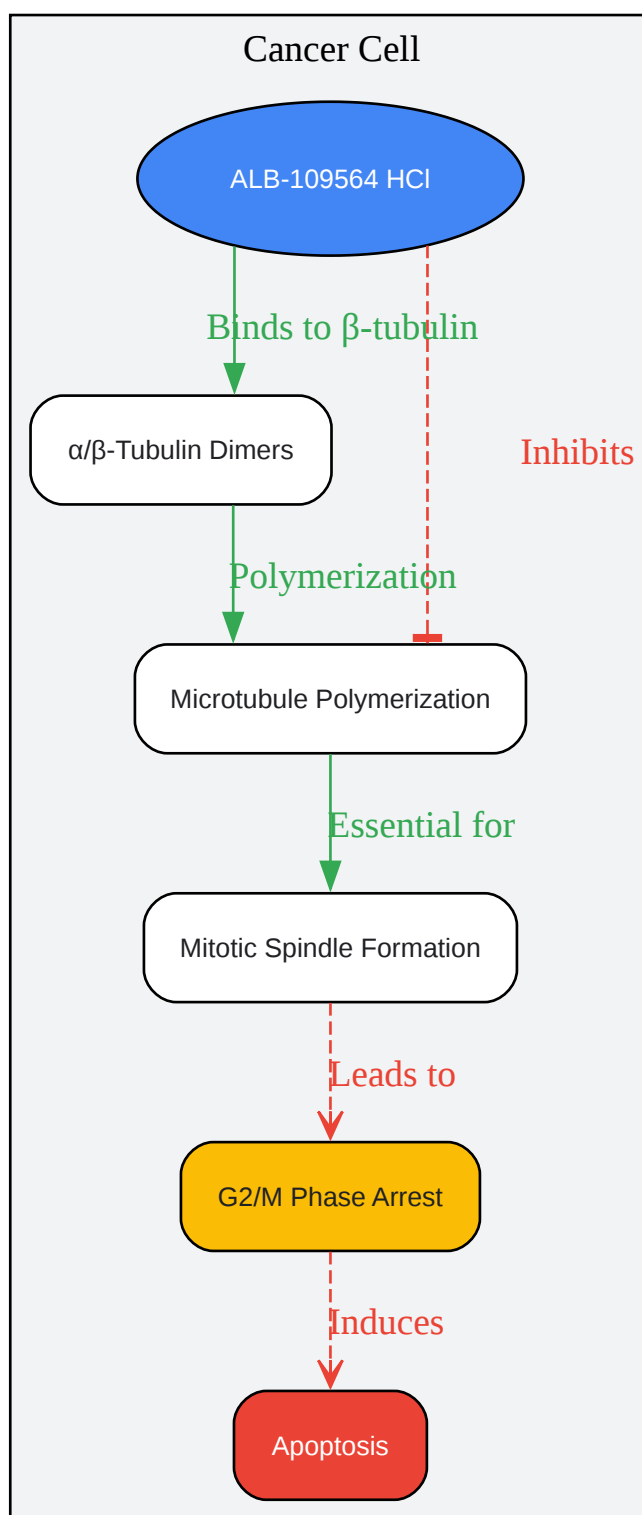 Cancer Cell
ALB-109564 HCl
Binds to β-tubulin
α/β-Tubulin Dimers
Inhibits
Polymerization
Microtubule Polymerization
Essential for
Mitotic Spindle Formation
Leads to
G2/M Phase Arrest
Induces
Apoptosis